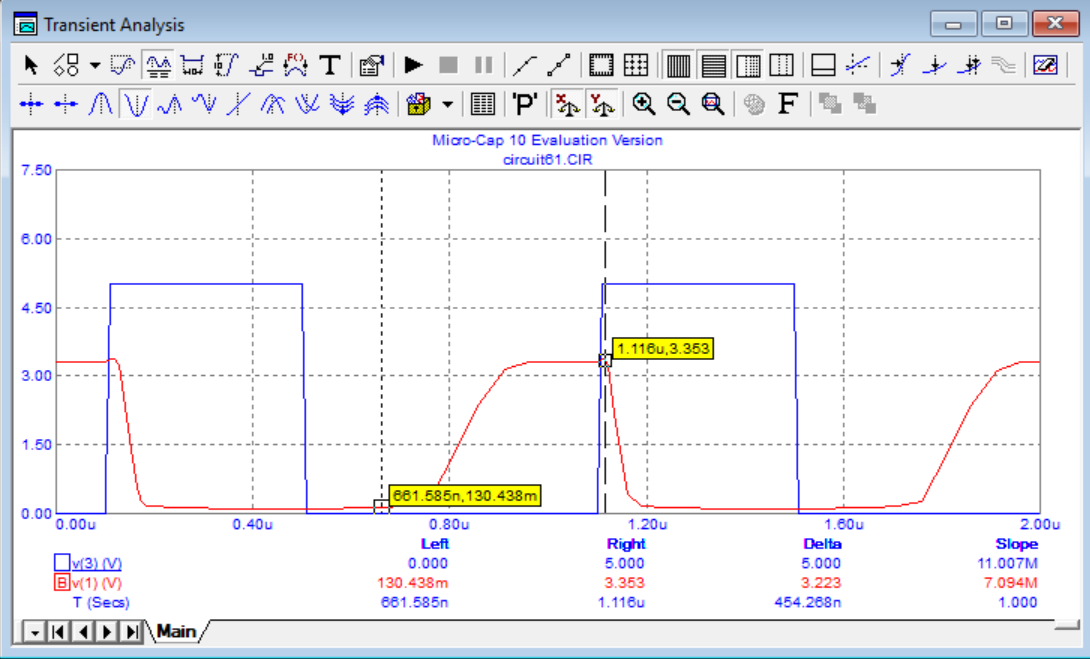 Transient Analysis
T
'P'
F
Micro-Cap 10 Evaluation Version
circuit61.CIR
7.50
6.00
4.50
1.116u,3.353
3.00
1.50
661.585n,130.438m
0.00
0.00u 0.40u 0.80u 1.20u 1.60u 2.00u
Left Right Delta Slope
v(3) (V) 0.000 5.000 5.000 11.007M
B v(1) (V) 130.438m 3.353 3.223 7.094M
T (Secs) 661.585n 1.116u 454.268n 1.000
Main